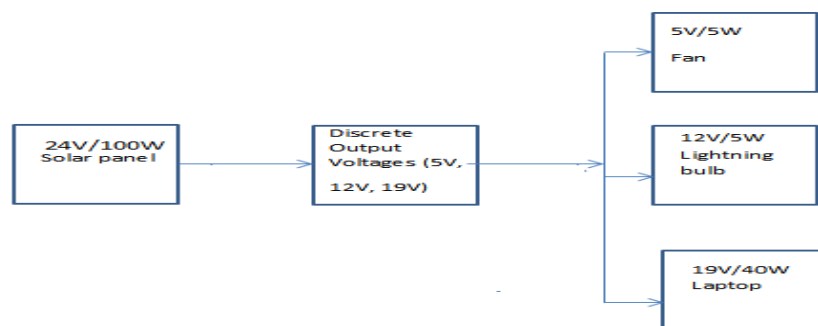 24V/100W
Solar panel
Discrete
Output
Voltages (5V,
12V, 19V)
5V/5W
Fan
12V/5W
Lightning
bulb
19V/40W
Laptop